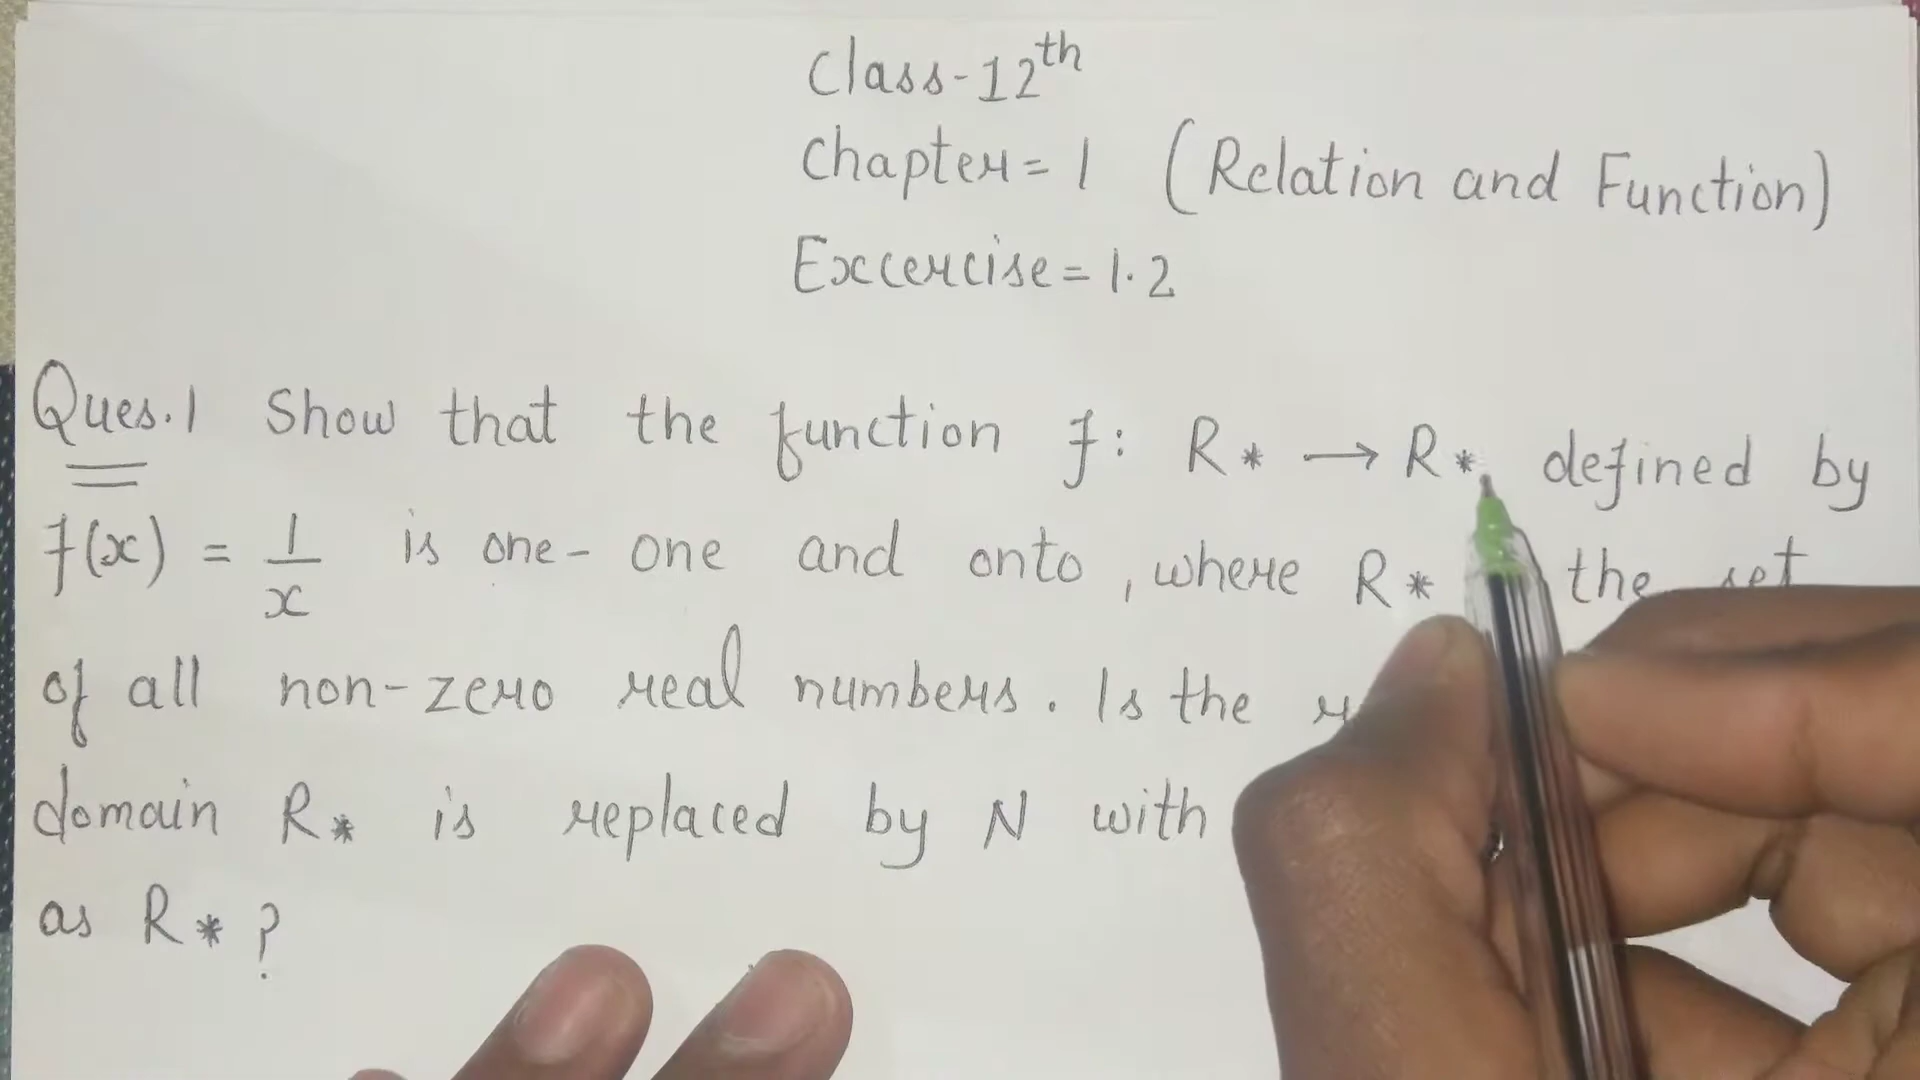 Class-12th
Chapter=1 (Relation and Function)
Excercise=1.2
Ques.1 Show that the function f: R* → R* defined by
f(x) = 1/x is one-one and onto, where R* the set
of all non-zero real numbers. Is the
domain R* is replaced by N with
as R*?